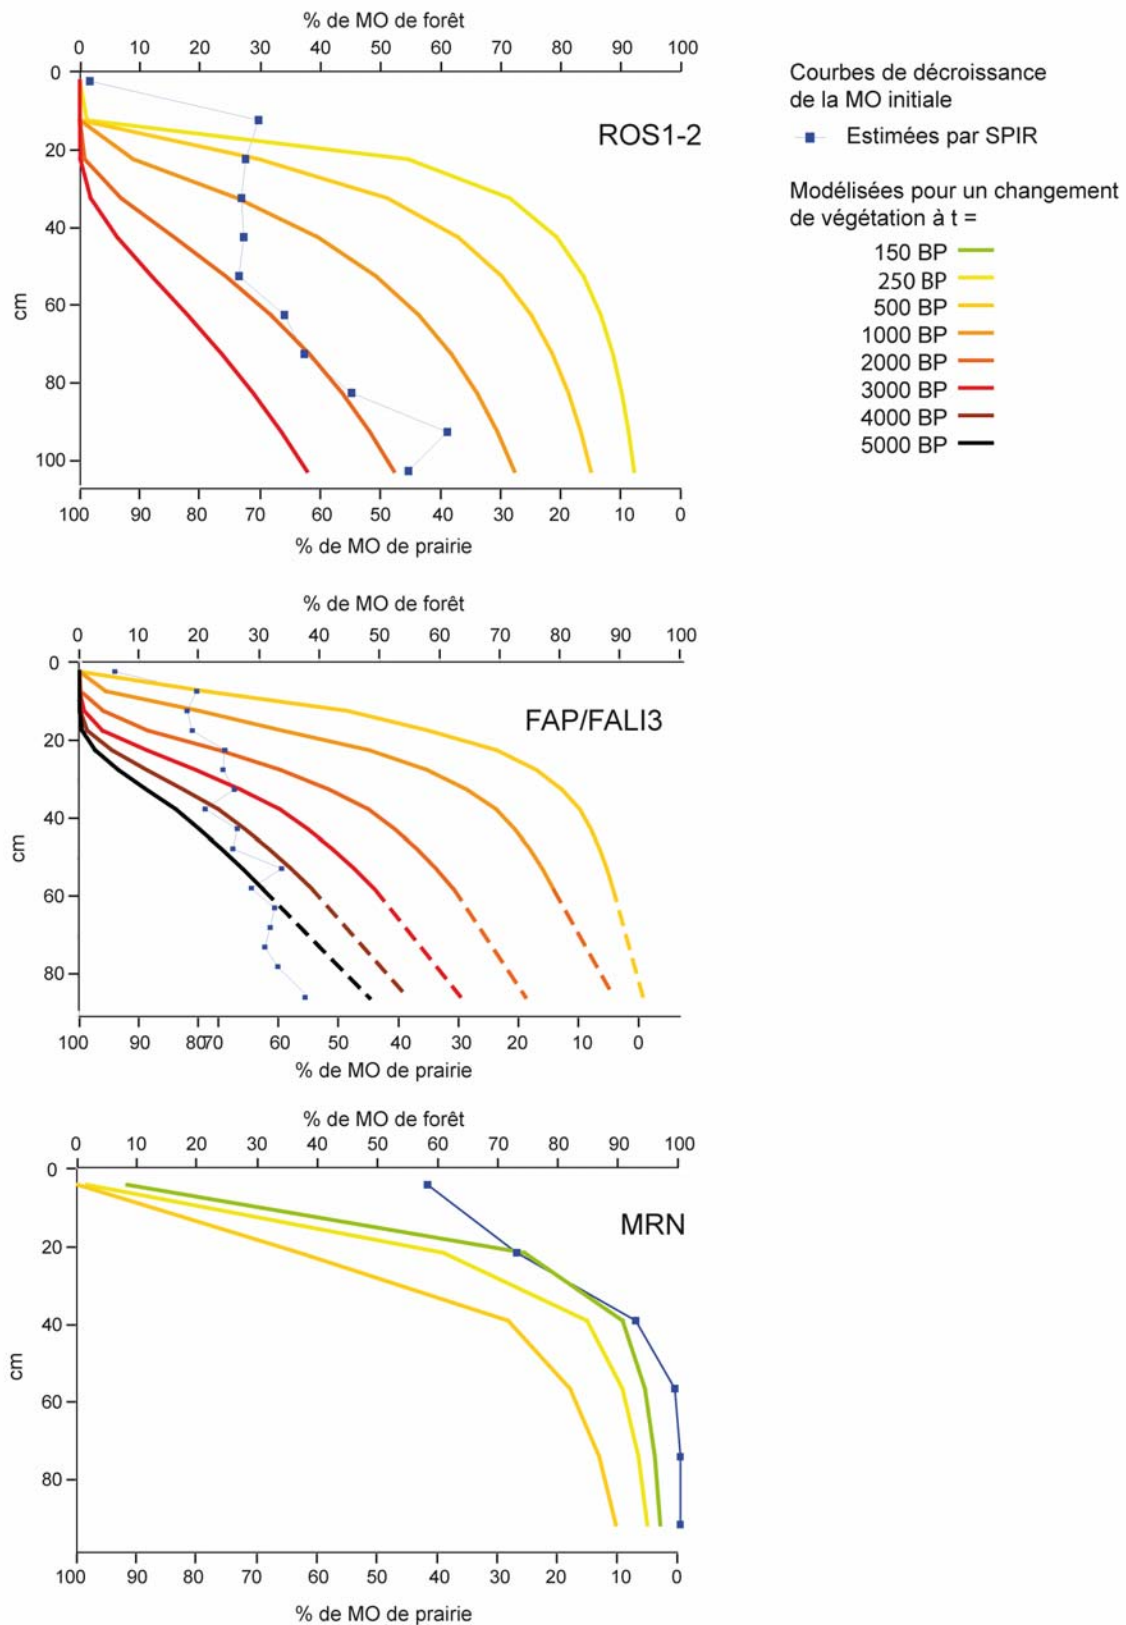 % de MO de forêt
0 10 20 30 40 50 60 70 80 90 100
0
20
40
60
80
100
cm
ROS1-2
100 90 80 70 60 50 40 30 20 10 0
% de MO de prairie
Courbes de décroissance
de la MO initiale
Estimées par SPIR
Modélisées pour un changement
de végétation à t =
150 BP
250 BP
500 BP
1000 BP
2000 BP
3000 BP
4000 BP
5000 BP
% de MO de forêt
0 10 20 30 40 50 60 70 80 90 100
0
20
40
60
80
cm
FAP/FALI3
100 90 8070 60 50 40 30 20 10 0
% de MO de prairie
% de MO de forêt
0 10 20 30 40 50 60 70 80 90 100
0
20
40
60
80
cm
MRN
100 90 80 70 60 50 40 30 20 10 0
% de MO de prairie